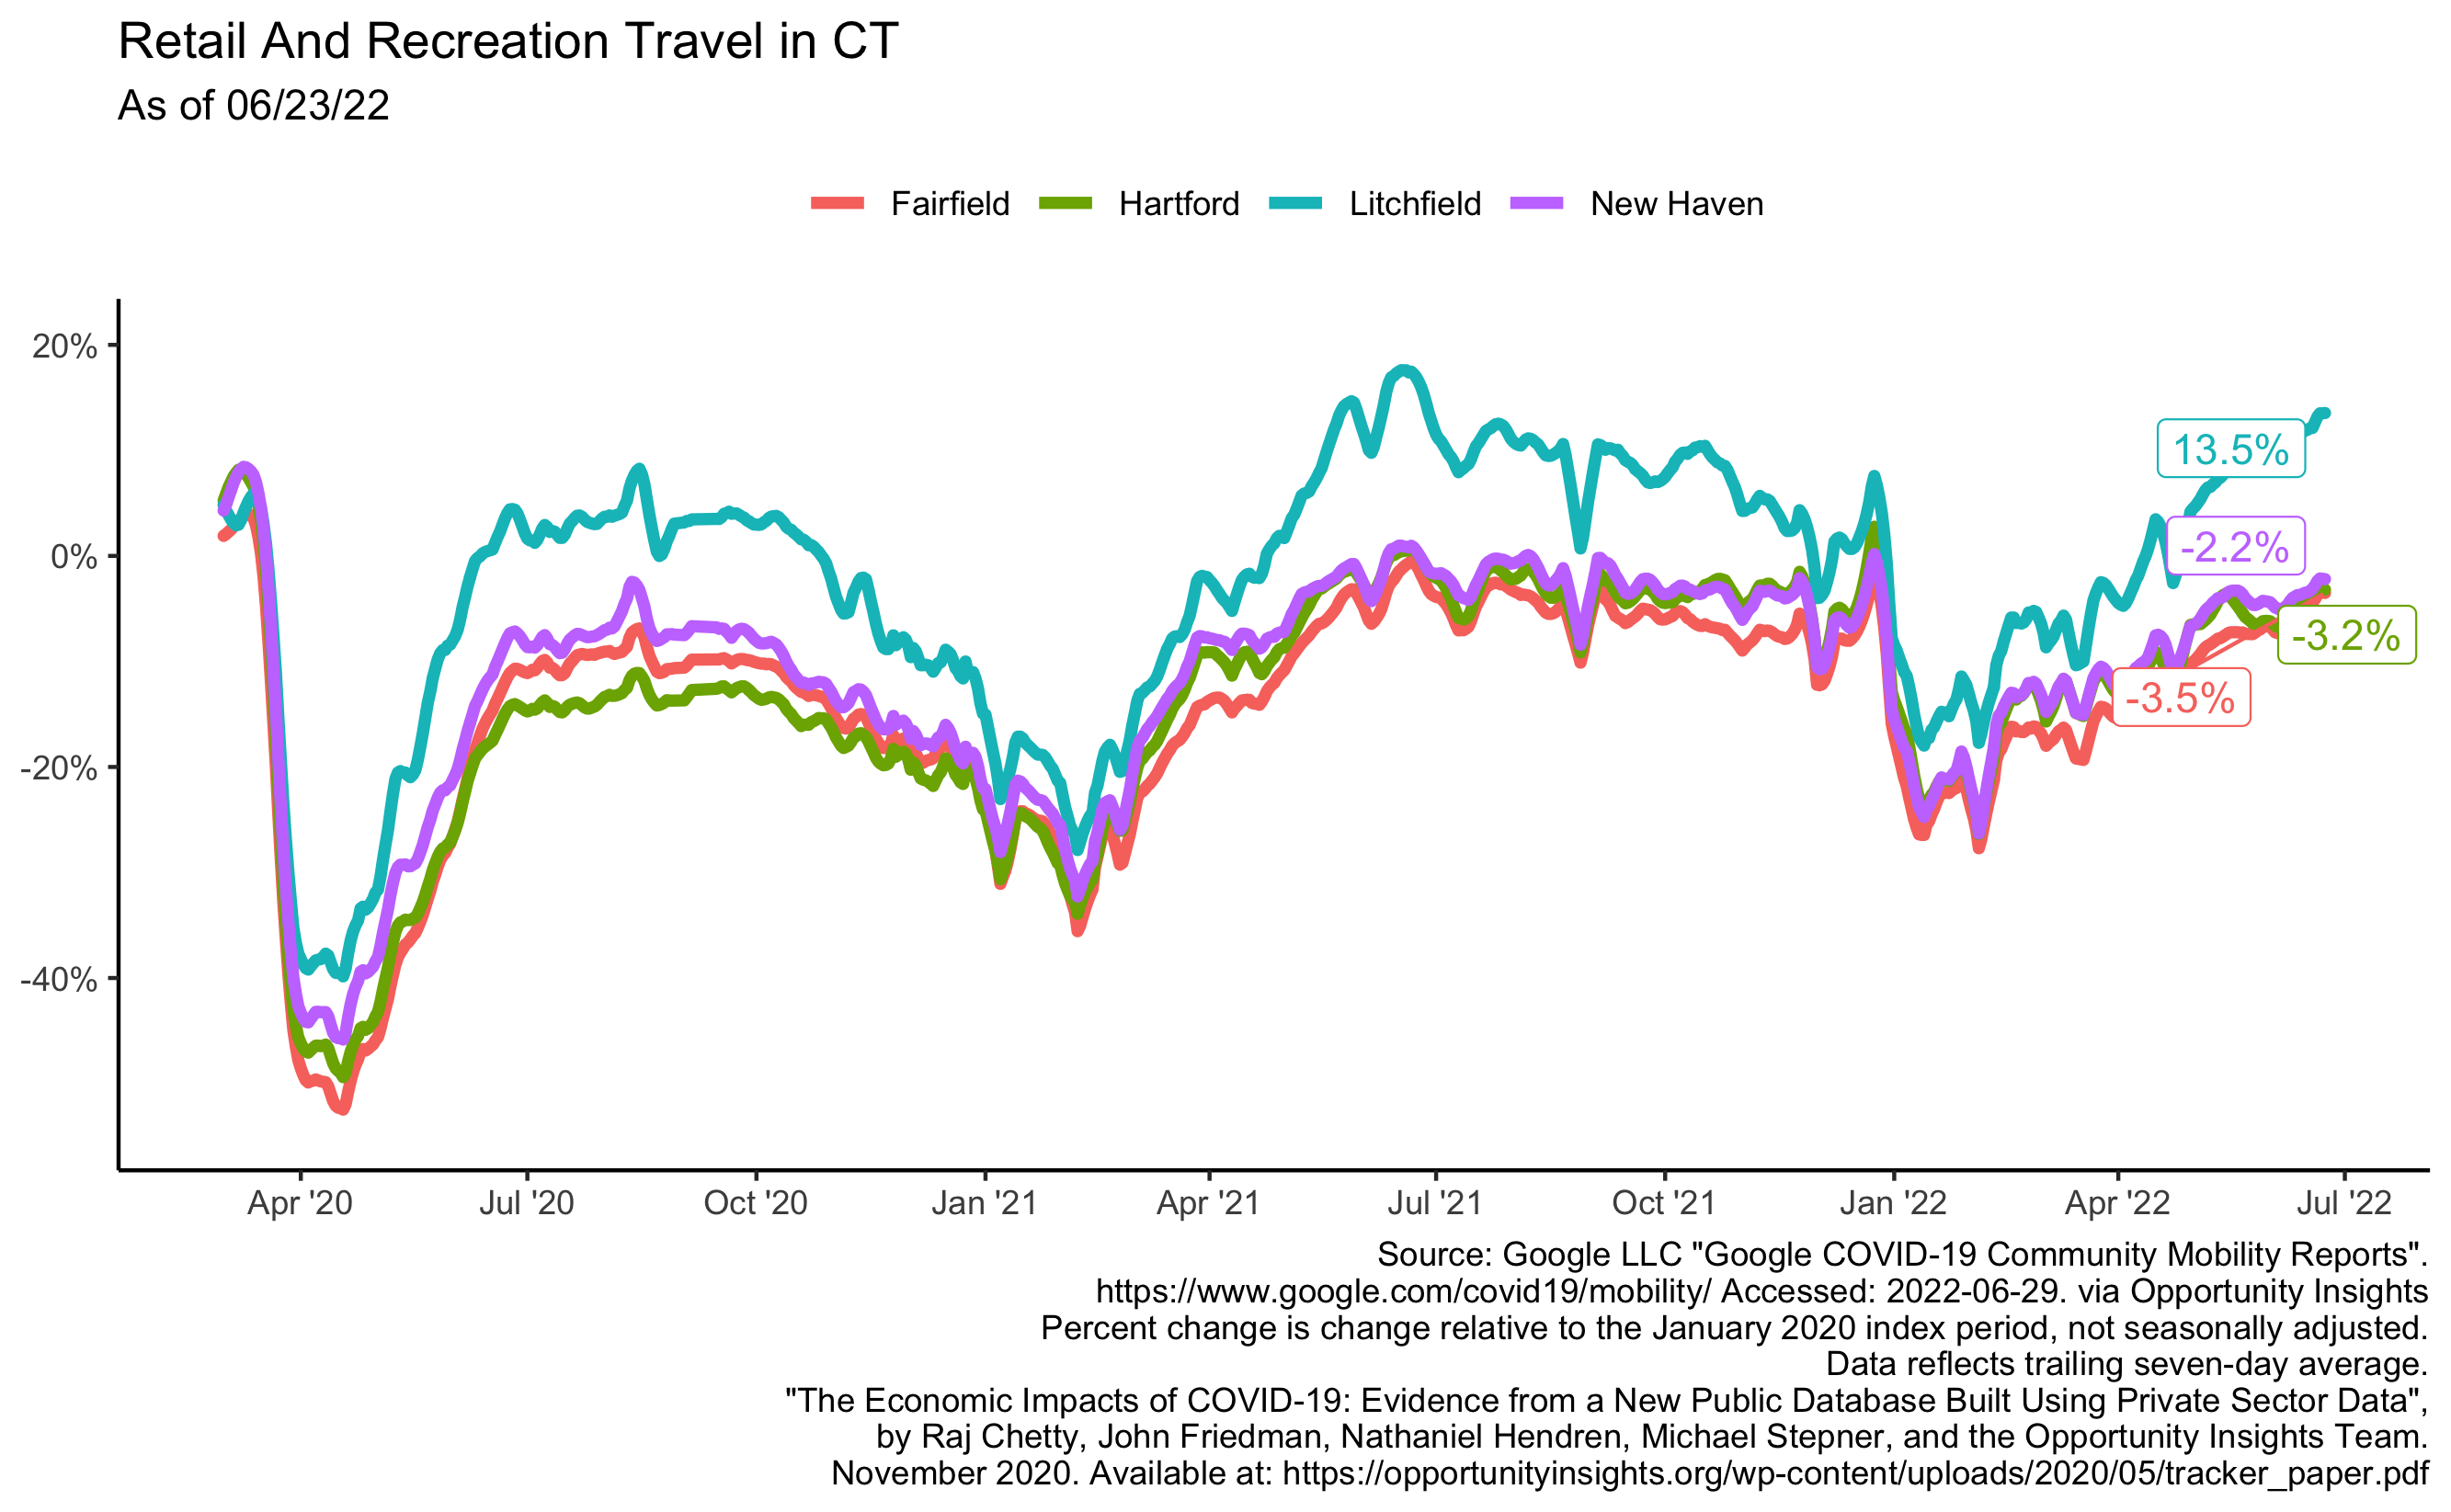 Retail And Recreation Travel in CT
As of 06/23/22
Fairfield Hartford Litchfield New Haven
20%
0%
-20%
-40%
13.5%
-2.2%
-3.2%
-3.5%
Apr '20 Jul '20 Oct '20 Jan '21 Apr '21 Jul '21 Oct '21 Jan '22 Apr '22 Jul '22
Source: Google LLC "Google COVID-19 Community Mobility Reports".
https://www.google.com/covid19/mobility/ Accessed: 2022-06-29. via Opportunity Insights
Percent change is change relative to the January 2020 index period, not seasonally adjusted.
Data reflects trailing seven-day average.
"The Economic Impacts of COVID-19: Evidence from a New Public Database Built Using Private Sector Data",
by Raj Chetty, John Friedman, Nathaniel Hendren, Michael Stepner, and the Opportunity Insights Team.
November 2020. Available at: https://opportunityinsights.org/wp-content/uploads/2020/05/tracker_paper.pdf